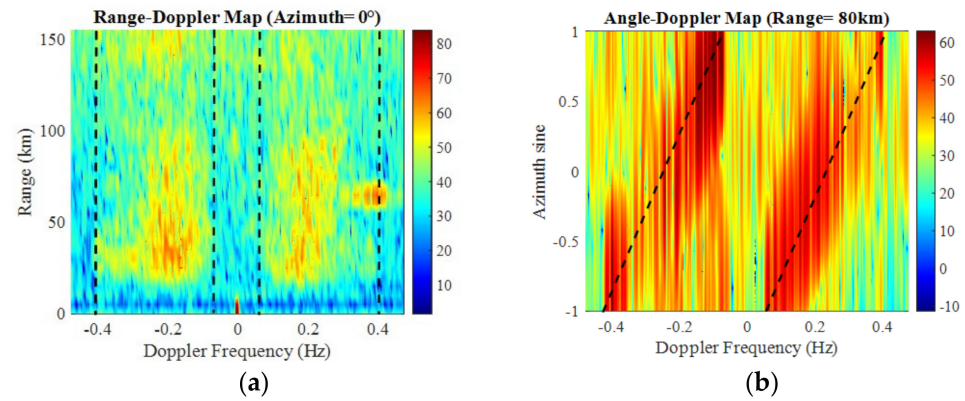 Range-Doppler Map (Azimuth= 0°)
150
100
50
0
Range (km)
-0.4 -0.2 0 0.2 0.4
Doppler Frequency (Hz)
80
70
60
50
40
30
20
10
(a)
Angle-Doppler Map (Range= 80km)
1
0.5
0
-0.5
-1
Azimuth sine
-0.4 -0.2 0 0.2 0.4
Doppler Frequency (Hz)
60
50
40
30
20
10
0
-10
(b)